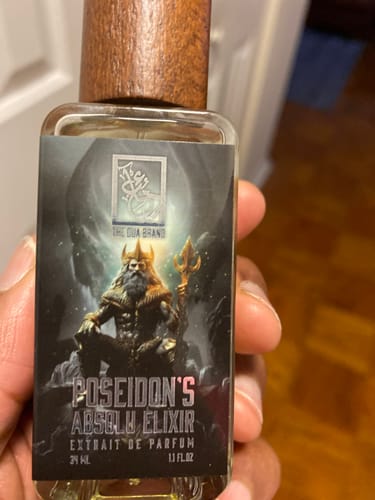 THE DUA BRAND
POSEIDON'S
ABSOLU ELIXIR
EXTRAIT DE PARFUM
34 ML 1.1 FL.OZ